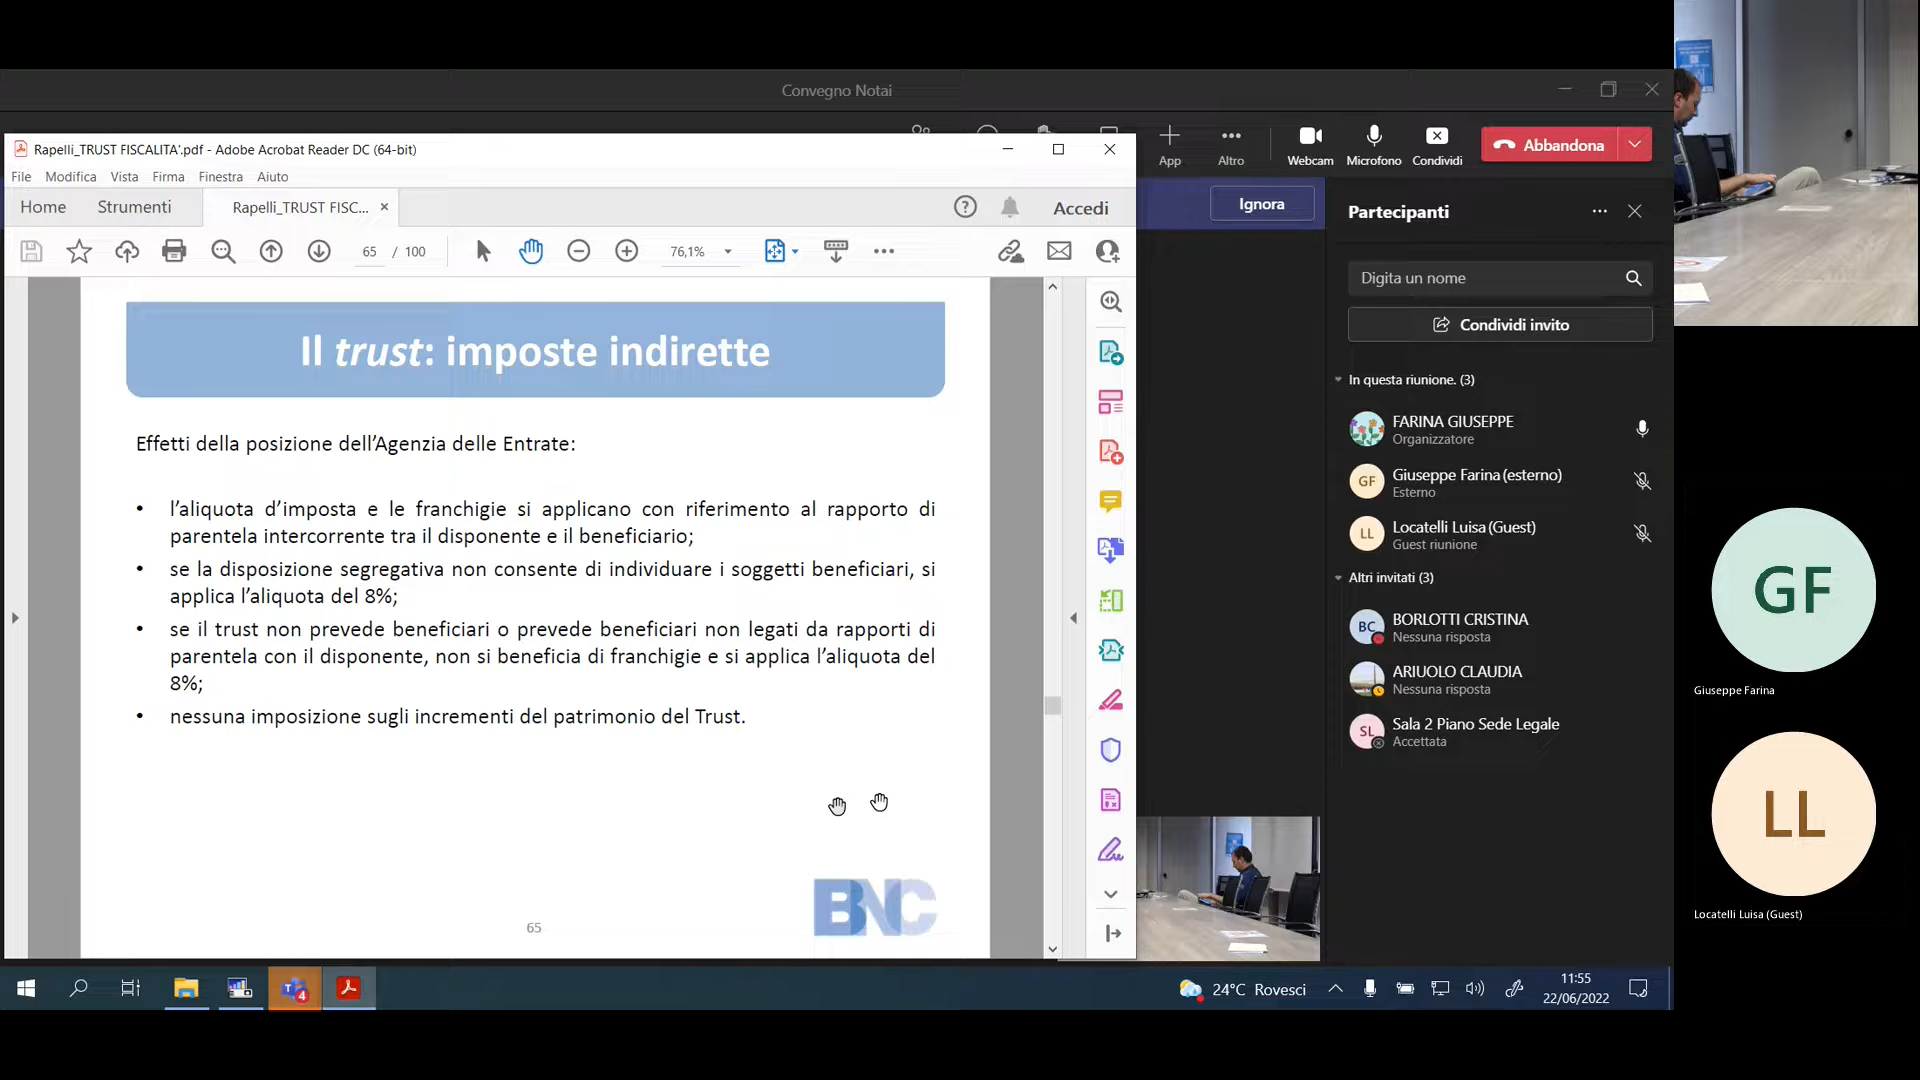 Convegno Notai
Rapelli_TRUST FISCALITA'.pdf - Adobe Acrobat Reader DC (64-bit)
File Modifica Vista Firma Finestra Aiuto
Home Strumenti Rapelli_TRUST FISC... Accedi
65 / 100 76,1%
App Altro Webcam Microfono Condividi Abbandona
Ignora
Il trust: imposte indirette
Effetti della posizione dell’Agenzia delle Entrate:
• l’aliquota d’imposta e le franchigie si applicano con riferimento al rapporto di
parentela intercorrente tra il disponente e il beneficiario;
• se la disposizione segregativa non consente di individuare i soggetti beneficiari, si
applica l’aliquota del 8%;
• se il trust non prevede beneficiari o prevede beneficiari non legati da rapporti di
parentela con il disponente, non si beneficia di franchigie e si applica l’aliquota del
8%;
• nessuna imposizione sugli incrementi del patrimonio del Trust.
65
BNC
Partecipanti
Digita un nome
Condividi invito
In questa riunione. (3)
FARINA GIUSEPPE
Organizzatore
GF
Giuseppe Farina (esterno)
Esterno
LL
Locatelli Luisa (Guest)
Guest riunione
Altri invitati (3)
BC
BORLOTTI CRISTINA
Nessuna risposta
ARIUOLO CLAUDIA
Nessuna risposta
SL
Sala 2 Piano Sede Legale
Accettata
GF
Giuseppe Farina
LL
Locatelli Luisa (Guest)
4
24°C Rovesci
11:55
22/06/2022